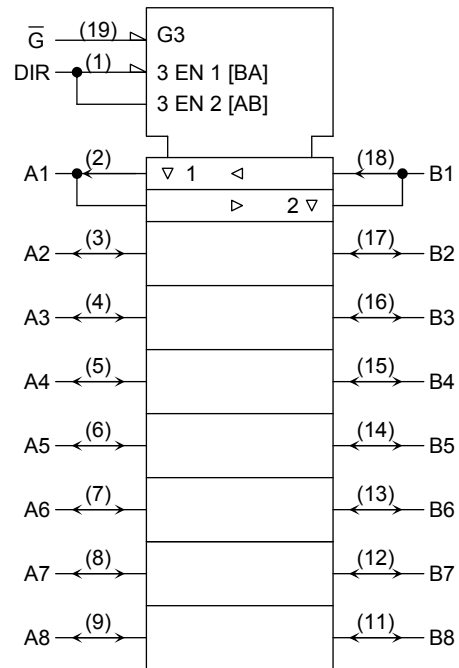 G̅ (19) G3
DIR (1) 3 EN 1 [BA]
3 EN 2 [AB]
A1 (2) ▽ 1 ◁ (18) B1
▷ 2 ▽
A2 (3) (17) B2
A3 (4) (16) B3
A4 (5) (15) B4
A5 (6) (14) B5
A6 (7) (13) B6
A7 (8) (12) B7
A8 (9) (11) B8